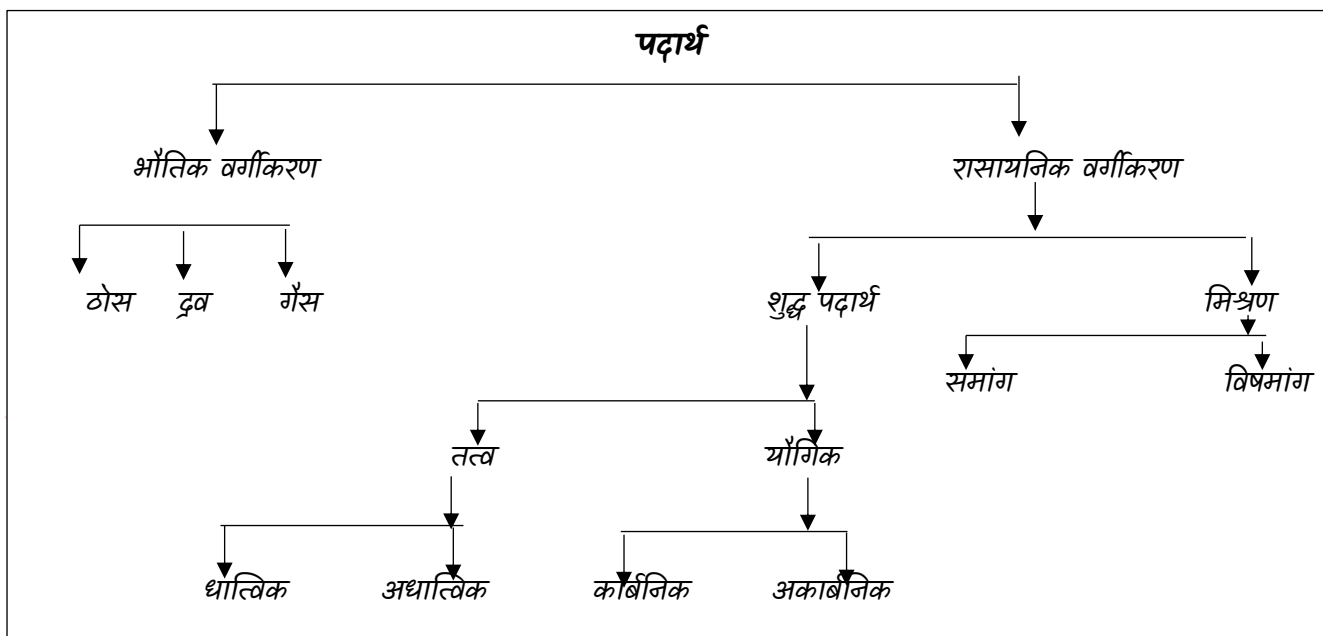 पदार्थ
भौतिक वर्गीकरण रासायनिक वर्गीकरण
ठोस द्रव गैस शुद्ध पदार्थ मिश्रण
समांग विषमांग
तत्व यौगिक
धात्विक अधात्विक कार्बनिक अकार्बनिक